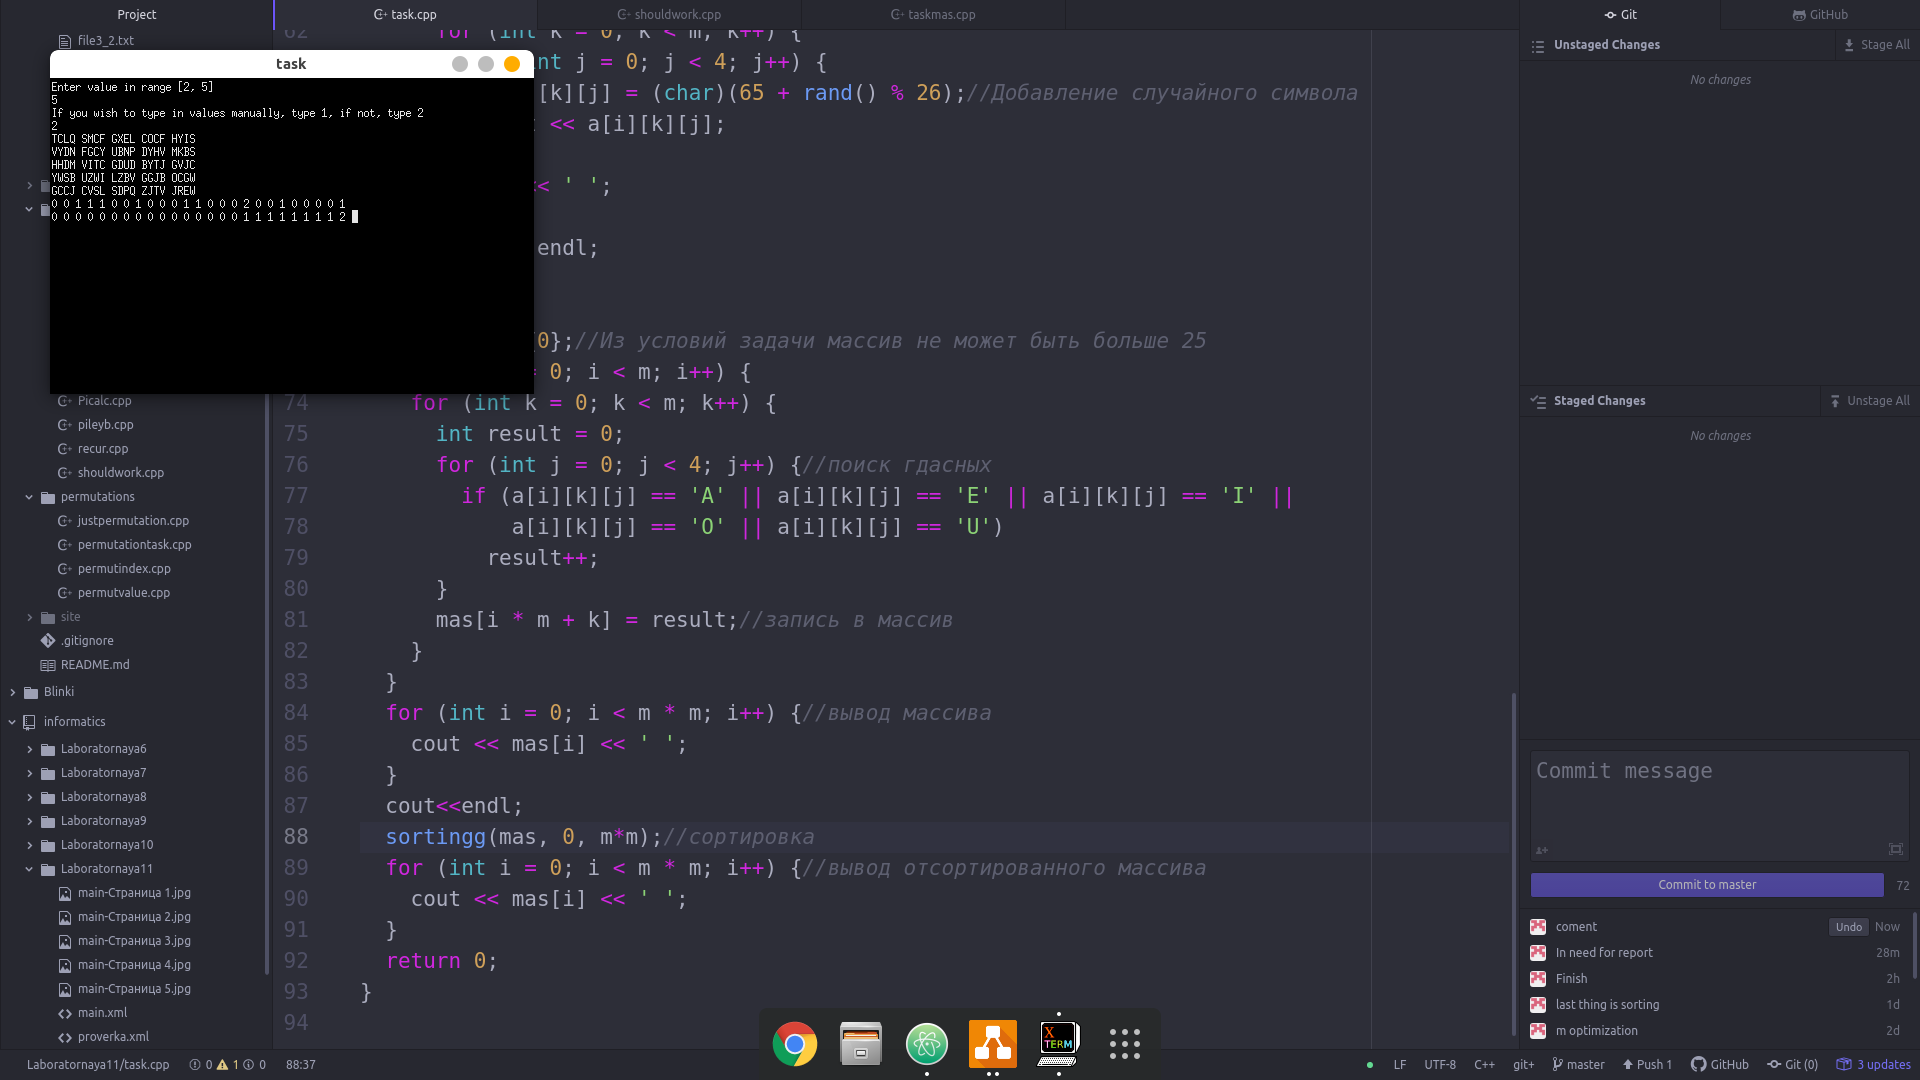 Project
task.cpp
shouldwork.cpp
taskmas.cpp
Git
GitHub
file3_2.txt
task
Enter value in range [2, 5]
5
If you wish to type in values manually, type 1, if not, type 2
2
TCLQ SMCF GXEL COCF HYIS
VYDN FGCY UBNP DYHV MKBS
HHDM VITC GDUD BYTJ GVJC
YWSB UZWI LZBV GGJB OCGW
GCCJ CVSL SDPQ ZJTV JREW
0 0 1 1 1 0 0 1 0 0 0 1 1 0 0 0 2 0 0 1 0 0 0 0 1
0 0 0 0 0 0 0 0 0 0 0 0 0 0 0 0 1 1 1 1 1 1 1 1 2
62 for (int k = 0; k < m; k++) {
int j = 0; j < 4; j++) {
[k][j] = (char)(65 + rand() % 26);//Добавление случайного символа
<< a[i][k][j];
<< ' ';
endl;
{0};//Из условий задачи массив не может быть больше 25
0; i < m; i++) {
74 for (int k = 0; k < m; k++) {
75 int result = 0;
76 for (int j = 0; j < 4; j++) {//поиск гдасных
77 if (a[i][k][j] == 'A' || a[i][k][j] == 'E' || a[i][k][j] == 'I' ||
78 a[i][k][j] == 'O' || a[i][k][j] == 'U')
79 result++;
80 }
81 mas[i * m + k] = result;//запись в массив
82 }
83 }
84 for (int i = 0; i < m * m; i++) {//вывод массива
85 cout << mas[i] << ' ';
86 }
87 cout<<endl;
88 sortingg(mas, 0, m*m);//сортировка
89 for (int i = 0; i < m * m; i++) {//вывод отсортированного массива
90 cout << mas[i] << ' ';
91 }
92 return 0;
93 }
94
Picalc.cpp
pileyb.cpp
recur.cpp
shouldwork.cpp
permutations
justpermutation.cpp
permutationtask.cpp
permutindex.cpp
permutvalue.cpp
site
.gitignore
README.md
Blinki
informatics
Laboratornaya6
Laboratornaya7
Laboratornaya8
Laboratornaya9
Laboratornaya10
Laboratornaya11
main-Страница 1.jpg
main-Страница 2.jpg
main-Страница 3.jpg
main-Страница 4.jpg
main-Страница 5.jpg
main.xml
proverka.xml
Unstaged Changes
Stage All
No changes
Staged Changes
Unstage All
No changes
Commit message
Commit to master
72
coment Undo Now
In need for report 28m
Finish 2h
last thing is sorting 1d
m optimization 2d
X TERM
Laboratornaya11/task.cpp 0 1 0 88:37
LF UTF-8 C++ git+ master Push 1 GitHub Git (0) 3 updates